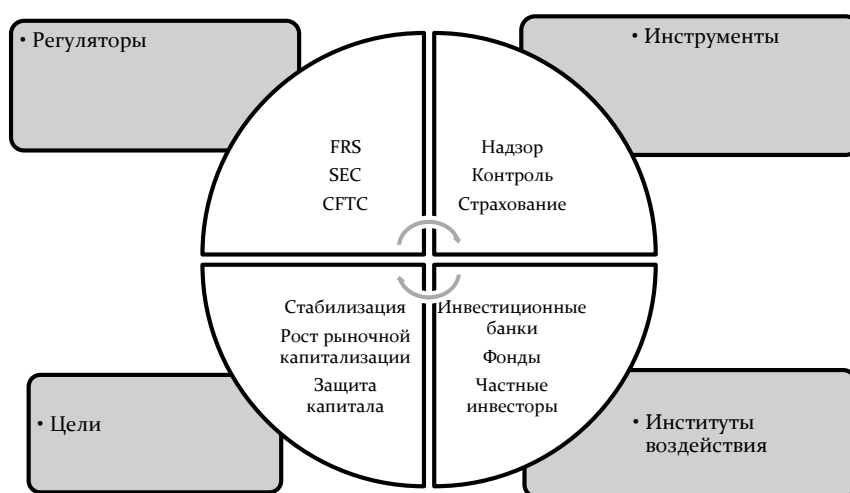 • Регуляторы
• Инструменты
FRS
SEC
CFTC
Надзор
Контроль
Страхование
Стабилизация
Рост рыночной
капитализации
Защита
капитала
Инвестиционные
банки
Фонды
Частные
инвесторы
• Цели
• Институты
воздействия